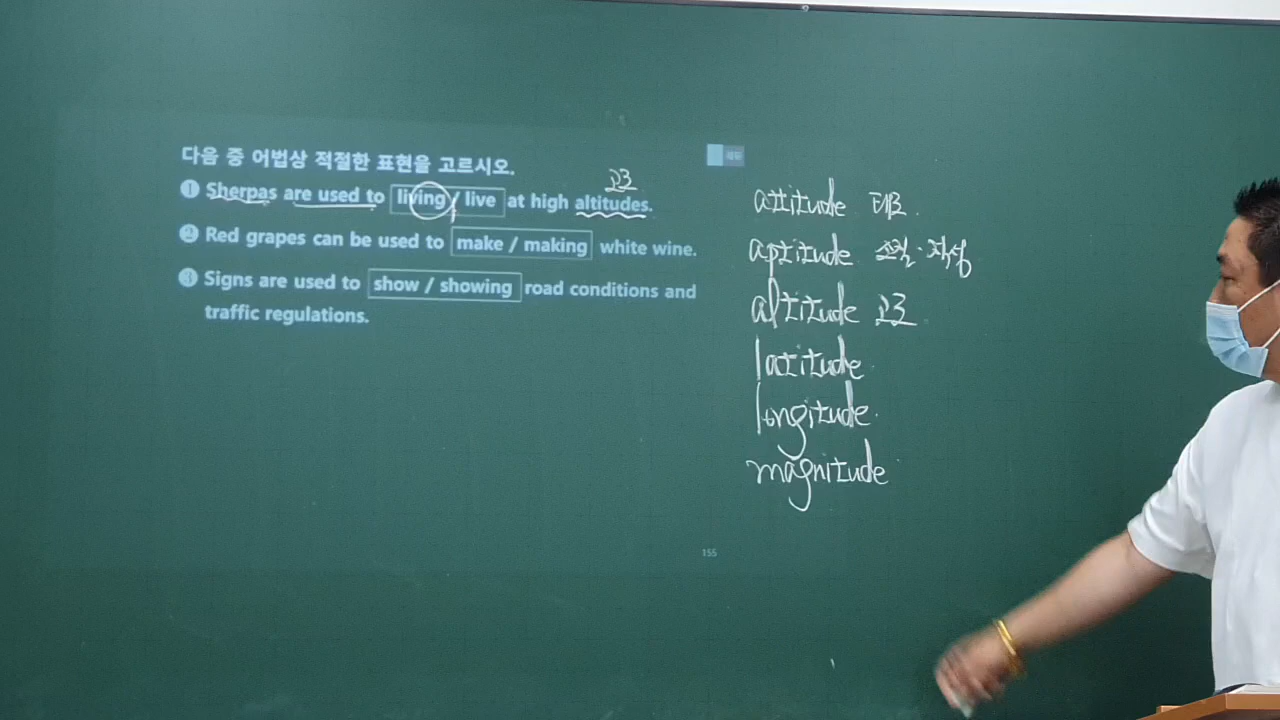 다음 중 어법상 적절한 표현을 고르시오.
고도
❶ Sherpas are used to living / live at high altitudes.
❷ Red grapes can be used to make / making white wine.
❸ Signs are used to show / showing road conditions and
traffic regulations.
attitude 태도.
aptitude 소질·적성
altitude 고도
latitude
longitude.
magnitude
155